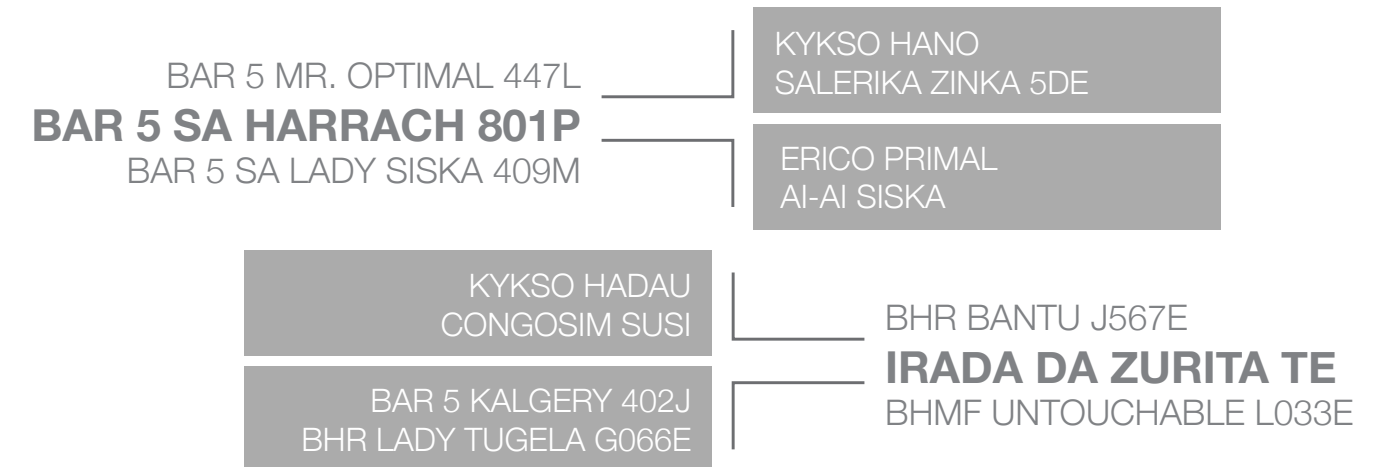 BAR 5 MR. OPTIMAL 447L
BAR 5 SA HARRACH 801P
BAR 5 SA LADY SISKA 409M
KYKSO HANO
SALERIKA ZINKA 5DE
ERICO PRIMAL
AI-AI SISKA
KYKSO HADAU
CONGOSIM SUSI
BAR 5 KALGERY 402J
BHR LADY TUGELA G066E
BHR BANTU J567E
IRADA DA ZURITA TE
BHMF UNTOUCHABLE L033E